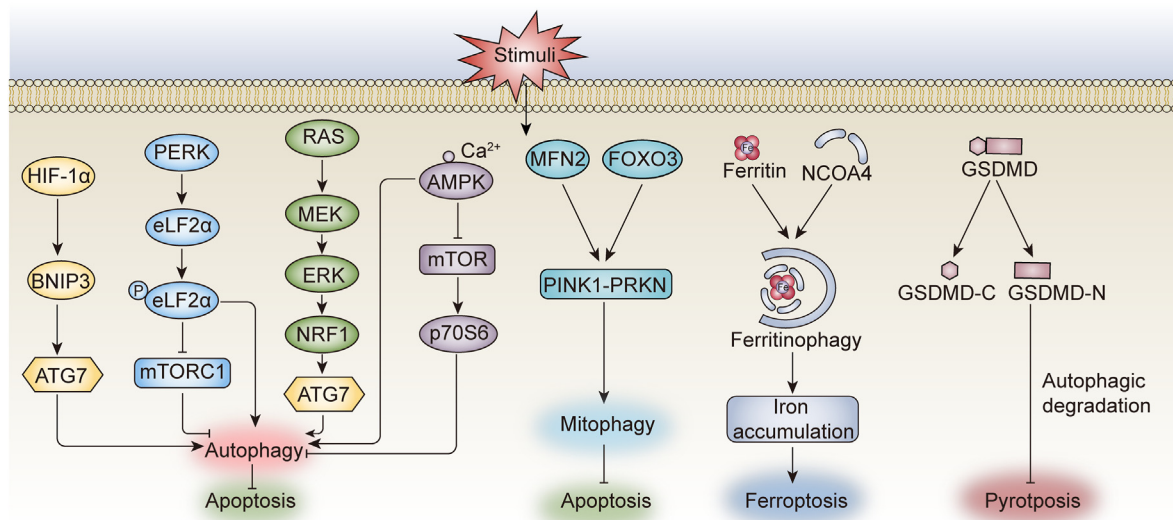 Stimuli
RAS
Ca²⁺
PERK
MFN2
FOXO3
HIF-1α
AMPK
Ferritin
NCOA4
GSDMD
Fe
MEK
eLF2α
mTOR
BNIP3
ERK
PINK1-PRKN
Fe
GSDMD-C
GSDMD-N
P
eLF2α
NRF1
p70S6
Ferritinophagy
ATG7
mTORC1
ATG7
Autophagic
degradation
Iron
accumulation
Mitophagy
Autophagy
Apoptosis
Apoptosis
Ferroptosis
Pyrotposis